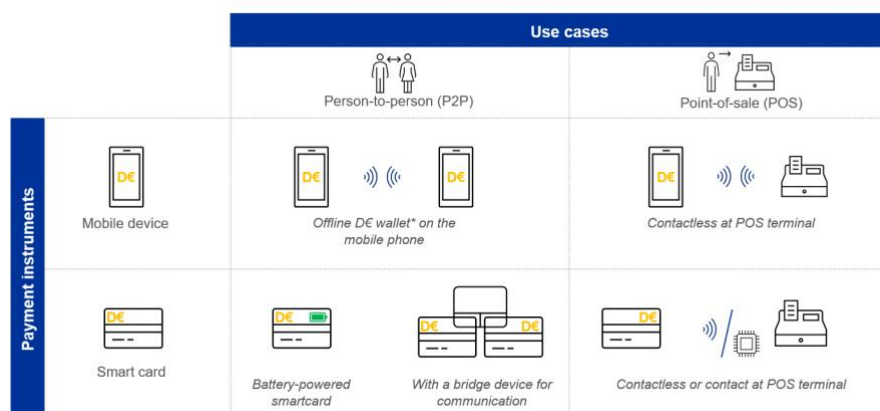 Use cases
Person-to-person (P2P)
Point-of-sale (POS)
Payment instruments
D€
Mobile device
D€
D€
Offline D€ wallet* on the
mobile phone
D€
Contactless at POS terminal
D€
Smart card
D€
Battery-powered
smartcard
D€
D€
With a bridge device for
communication
D€
Contactless or contact at POS terminal